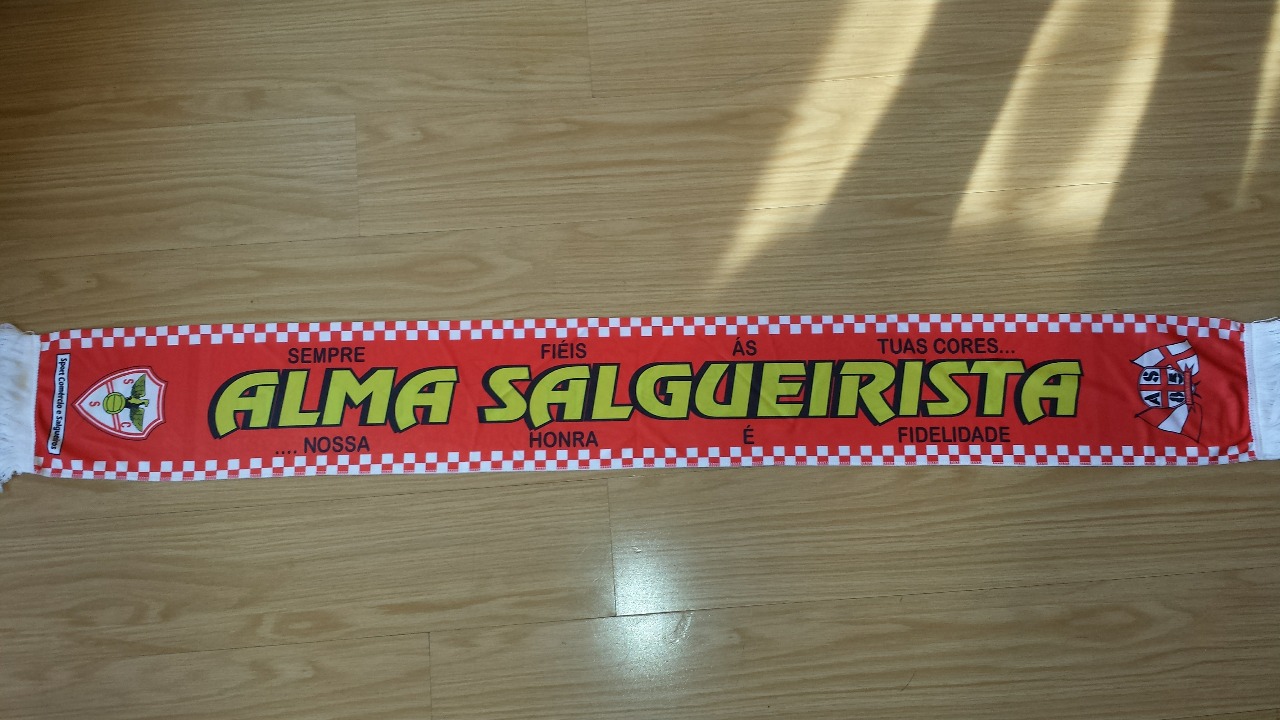 SEMPRE FIÉIS ÁS TUAS CORES...
ALMA SALGUEIRISTA
.... NOSSA HONRA É FIDELIDADE
Sport Comércio e Salgueiros
S S C